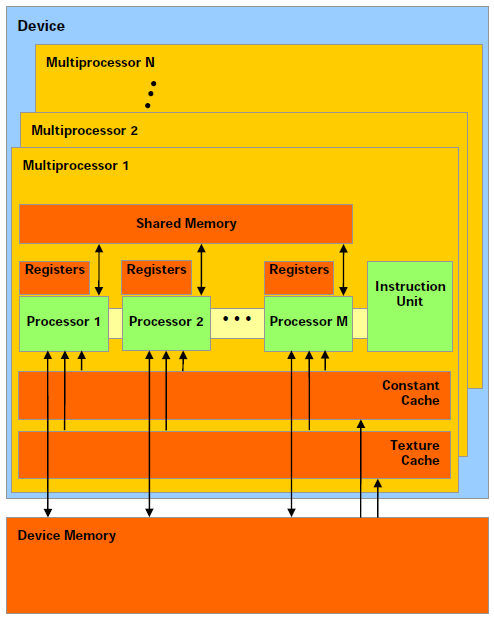 Device
Multiprocessor N
Multiprocessor 2
Multiprocessor 1
Shared Memory
Registers
Registers
Registers
Processor 1
Processor 2
• • •
Processor M
Instruction
Unit
Constant
Cache
Texture
Cache
Device Memory